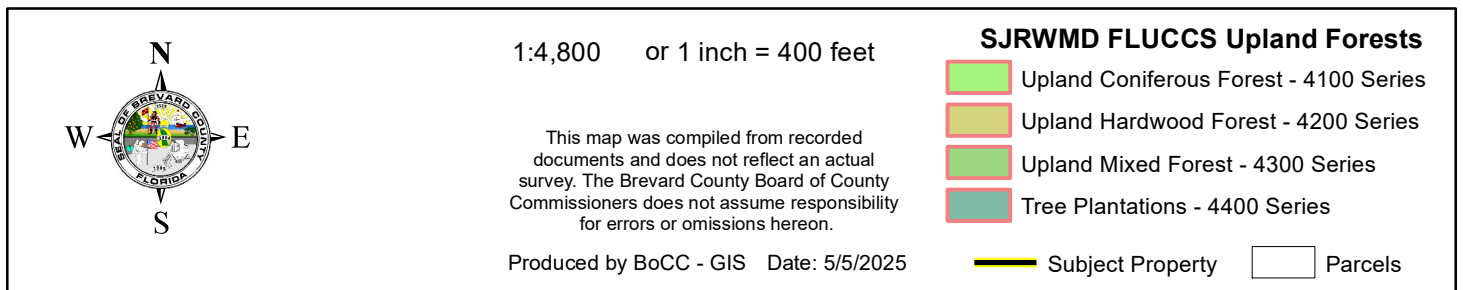 N
W
E
S
SEAL OF BREVARD COUNTY
FLORIDA
1:4,800 or 1 inch = 400 feet
This map was compiled from recorded
documents and does not reflect an actual
survey. The Brevard County Board of County
Commissioners does not assume responsibility
for errors or omissions hereon.
Produced by BoCC - GIS Date: 5/5/2025
SJRWMD FLUCCS Upland Forests
Upland Coniferous Forest - 4100 Series
Upland Hardwood Forest - 4200 Series
Upland Mixed Forest - 4300 Series
Tree Plantations - 4400 Series
Subject Property
Parcels